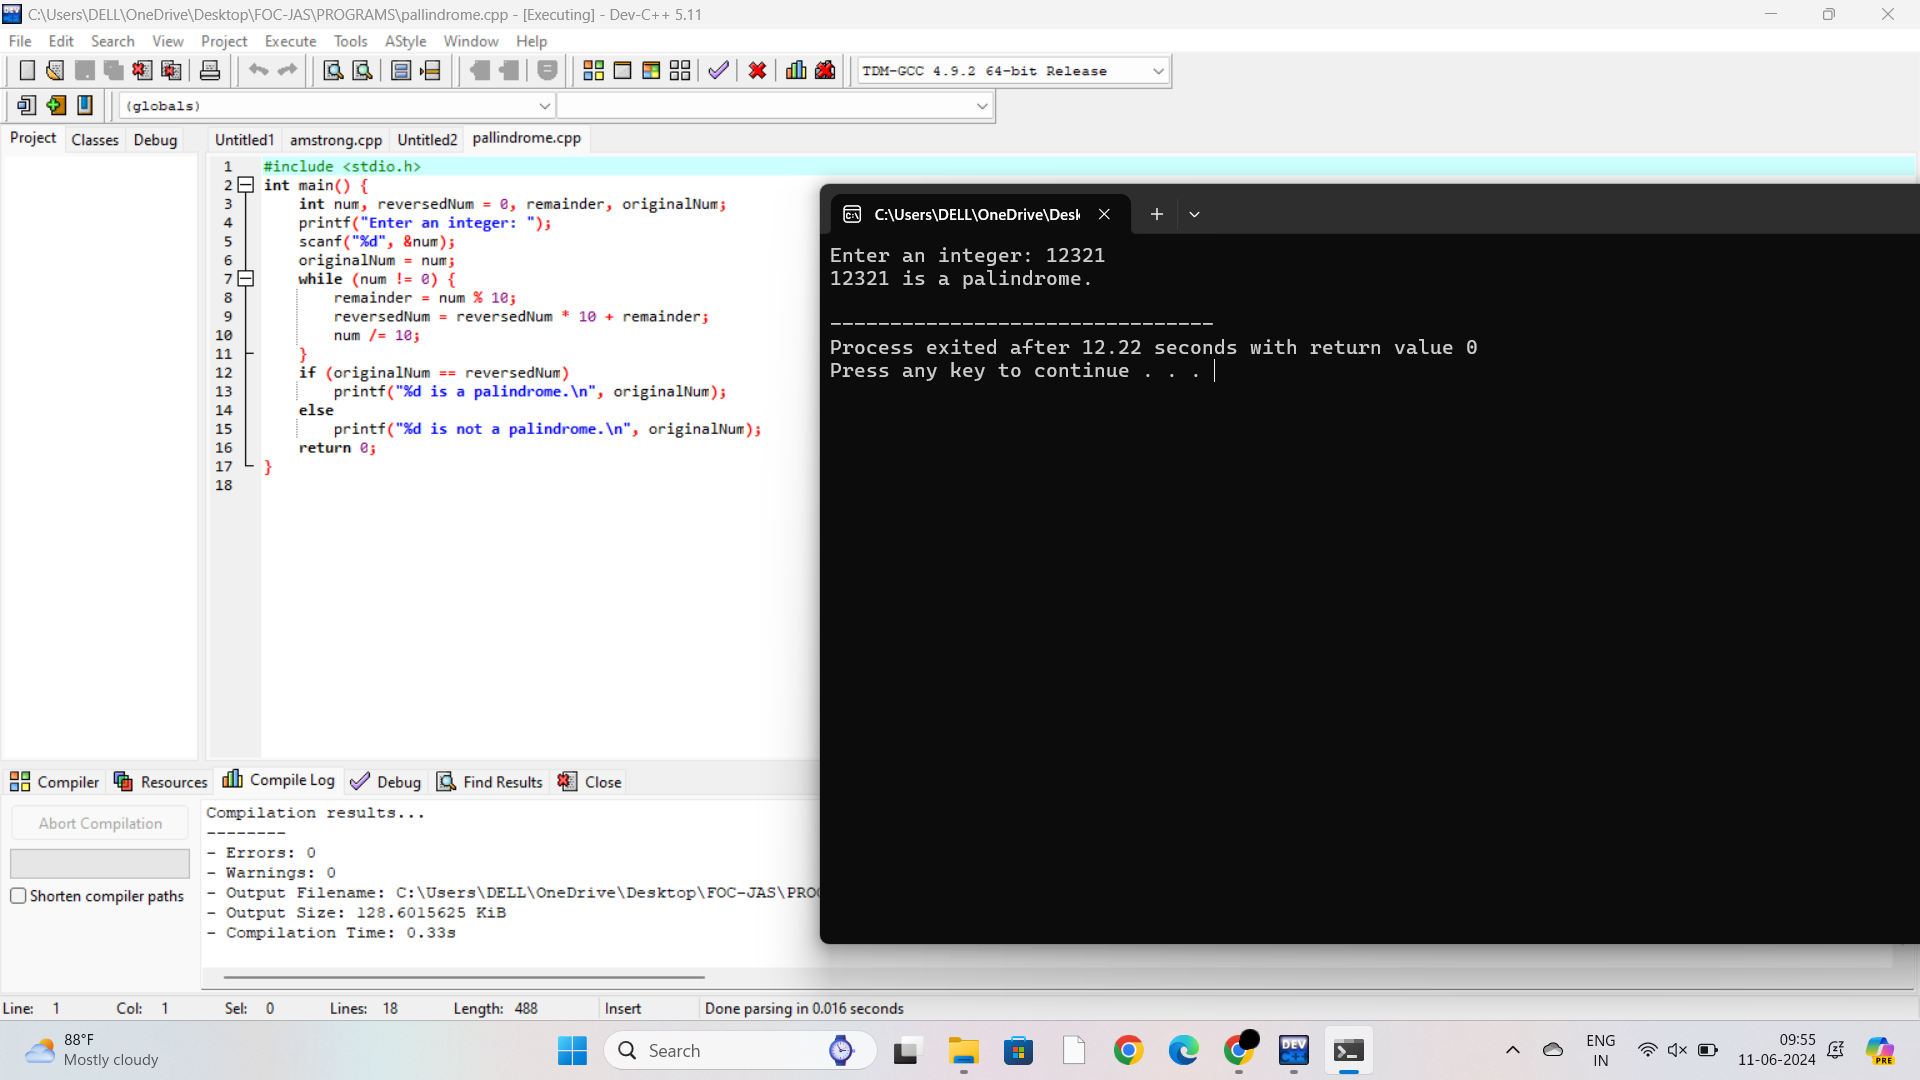 C:\Users\DELL\OneDrive\Desktop\FOC-JAS\PROGRAMS\pallindrome.cpp - [Executing] - Dev-C++ 5.11
File Edit Search View Project Execute Tools AStyle Window Help
TDM-GCC 4.9.2 64-bit Release
(globals)
Project Classes Debug
Untitled1 amstrong.cpp Untitled2 pallindrome.cpp
1 #include <stdio.h>
2 int main() {
3 int num, reversedNum = 0, remainder, originalNum;
4 printf("Enter an integer: ");
5 scanf("%d", &num);
6 originalNum = num;
7 while (num != 0) {
8 remainder = num % 10;
9 reversedNum = reversedNum * 10 + remainder;
10 num /= 10;
11 }
12 if (originalNum == reversedNum)
13 printf("%d is a palindrome.\n", originalNum);
14 else
15 printf("%d is not a palindrome.\n", originalNum);
16 return 0;
17 }
18
C:\Users\DELL\OneDrive\Desk
Enter an integer: 12321
12321 is a palindrome.
--------------------------------
Process exited after 12.22 seconds with return value 0
Press any key to continue . . .
Compiler Resources Compile Log Debug Find Results Close
Abort Compilation
Shorten compiler paths
Compilation results...
--------
- Errors: 0
- Warnings: 0
- Output Filename: C:\Users\DELL\OneDrive\Desktop\FOC-JAS\PRO
- Output Size: 128.6015625 KiB
- Compilation Time: 0.33s
Line: 1 Col: 1 Sel: 0 Lines: 18 Length: 488 Insert Done parsing in 0.016 seconds
88°F
Mostly cloudy
Search
DEV
ENG
IN
09:55
11-06-2024
PRE